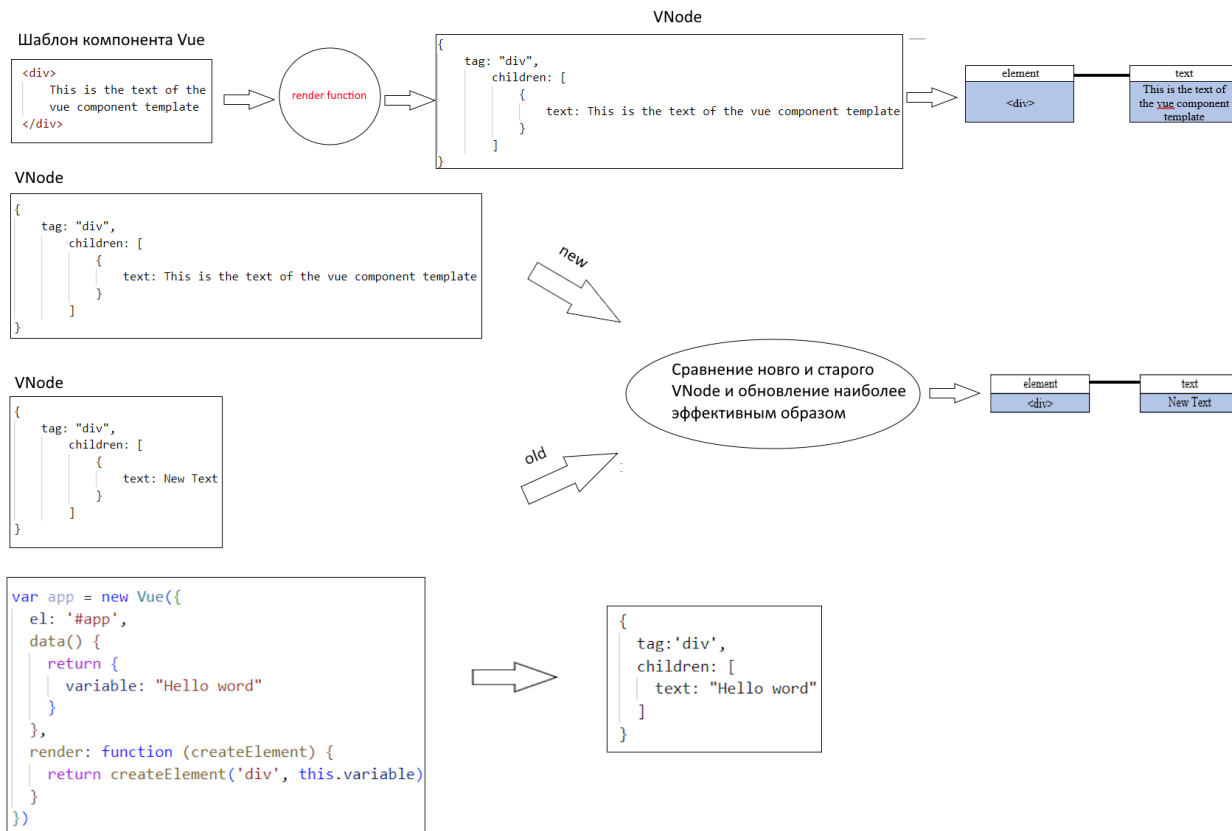 VNode
Шаблон компонента Vue
<div>
This is the text of the
vue component template
</div>
render function
{
tag: "div",
children: [
{
text: This is the text of the vue component template
}
]
}
element
<div>
text
This is the text of
the vue component
template
VNode
{
tag: "div",
children: [
{
text: This is the text of the vue component template
}
]
}
new
VNode
{
tag: "div",
children: [
{
text: New Text
}
]
}
old
Сравнение новго и старого
VNode и обновление наиболее
эффективным образом
element
<div>
text
New Text
var app = new Vue({
el: '#app',
data() {
return {
variable: "Hello word"
}
},
render: function (createElement) {
return createElement('div', this.variable)
}
})
{
tag:'div',
children: [
text: "Hello word"
]
}